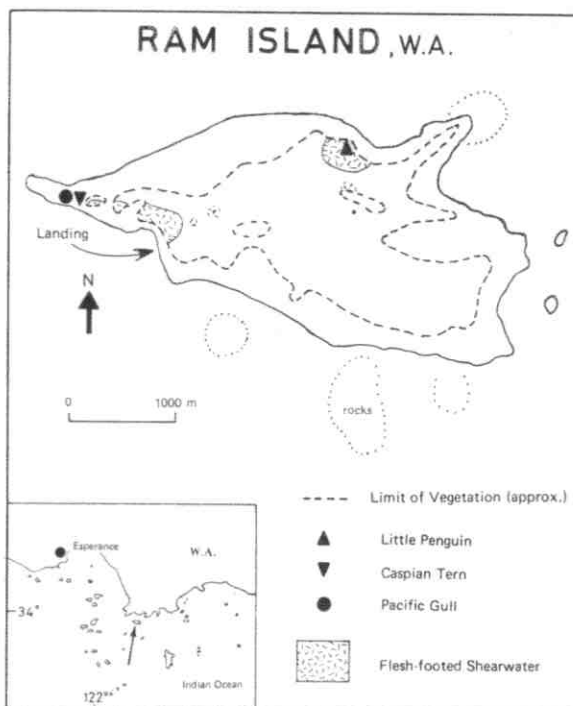 RAM ISLAND, W.A.
Landing
N
0 1000 m
rocks
Limit of Vegetation (approx.)
Little Penguin
Caspian Tern
Pacific Gull
Flesh-footed Shearwater
Esperance
W.A.
34°
122°
Indian Ocean